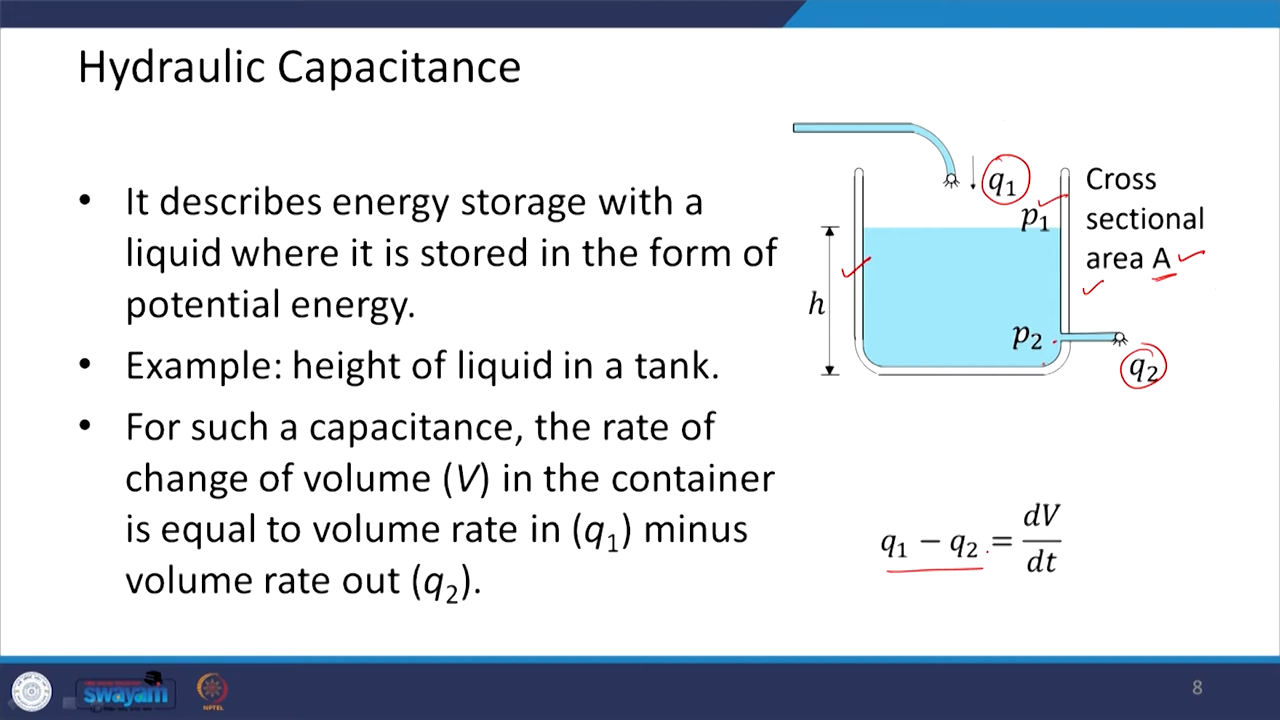 Hydraulic Capacitance
• It describes energy storage with a
liquid where it is stored in the form of
potential energy.
• Example: height of liquid in a tank.
• For such a capacitance, the rate of
change of volume (V) in the container
is equal to volume rate in (q₁) minus
volume rate out (q₂).
q₁
p₁
Cross
sectional
area A
h
p₂
q₂
q₁ − q₂ = dV/dt
swayam
NPTEL
8